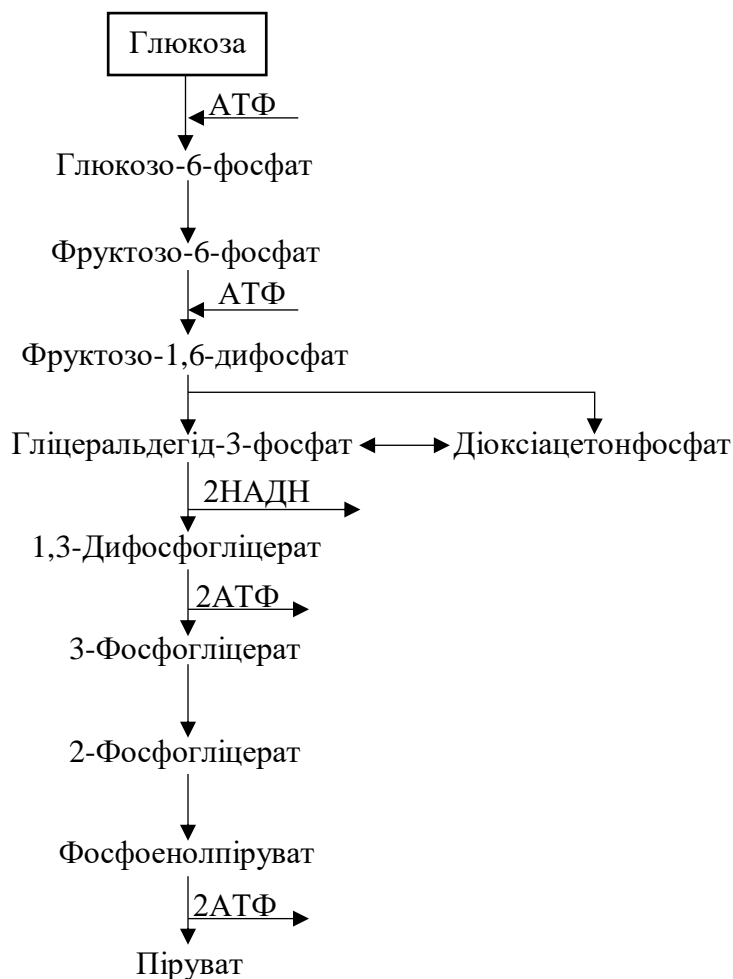 Глюкоза
АТФ
Глюкозо-6-фосфат
Фруктозо-6-фосфат
АТФ
Фруктозо-1,6-дифосфат
Гліцеральдегід-3-фосфат Діоксіацетонфосфат
2НАДН
1,3-Дифосфогліцерат
2АТФ
3-Фосфогліцерат
2-Фосфогліцерат
Фосфоенолпіруват
2АТФ
Піруват